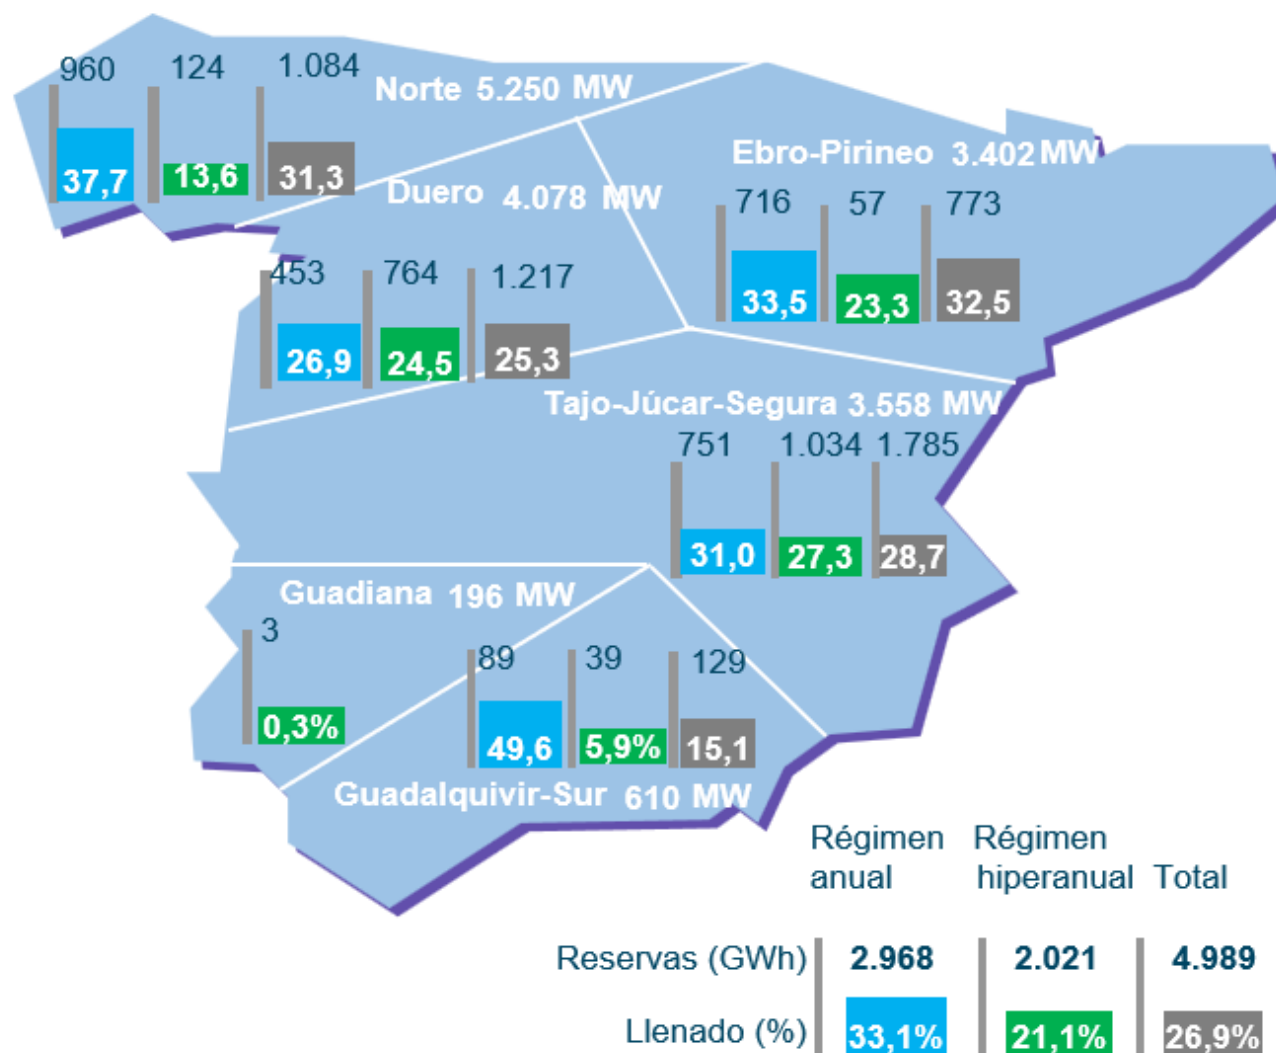 960 124 1.084
Norte 5.250 MW
37,7 13,6 31,3
Ebro-Pirineo 3.402 MW
716 57 773
33,5 23,3 32,5
Duero 4.078 MW
453 764 1.217
26,9 24,5 25,3
Tajo-Júcar-Segura 3.558 MW
751 1.034 1.785
31,0 27,3 28,7
Guadiana 196 MW
3
0,3%
89 39 129
49,6 5,9% 15,1
Guadalquivir-Sur 610 MW
Régimen Régimen
anual hiperanual Total
Reservas (GWh) 2.968 2.021 4.989
Llenado (%) 33,1% 21,1% 26,9%